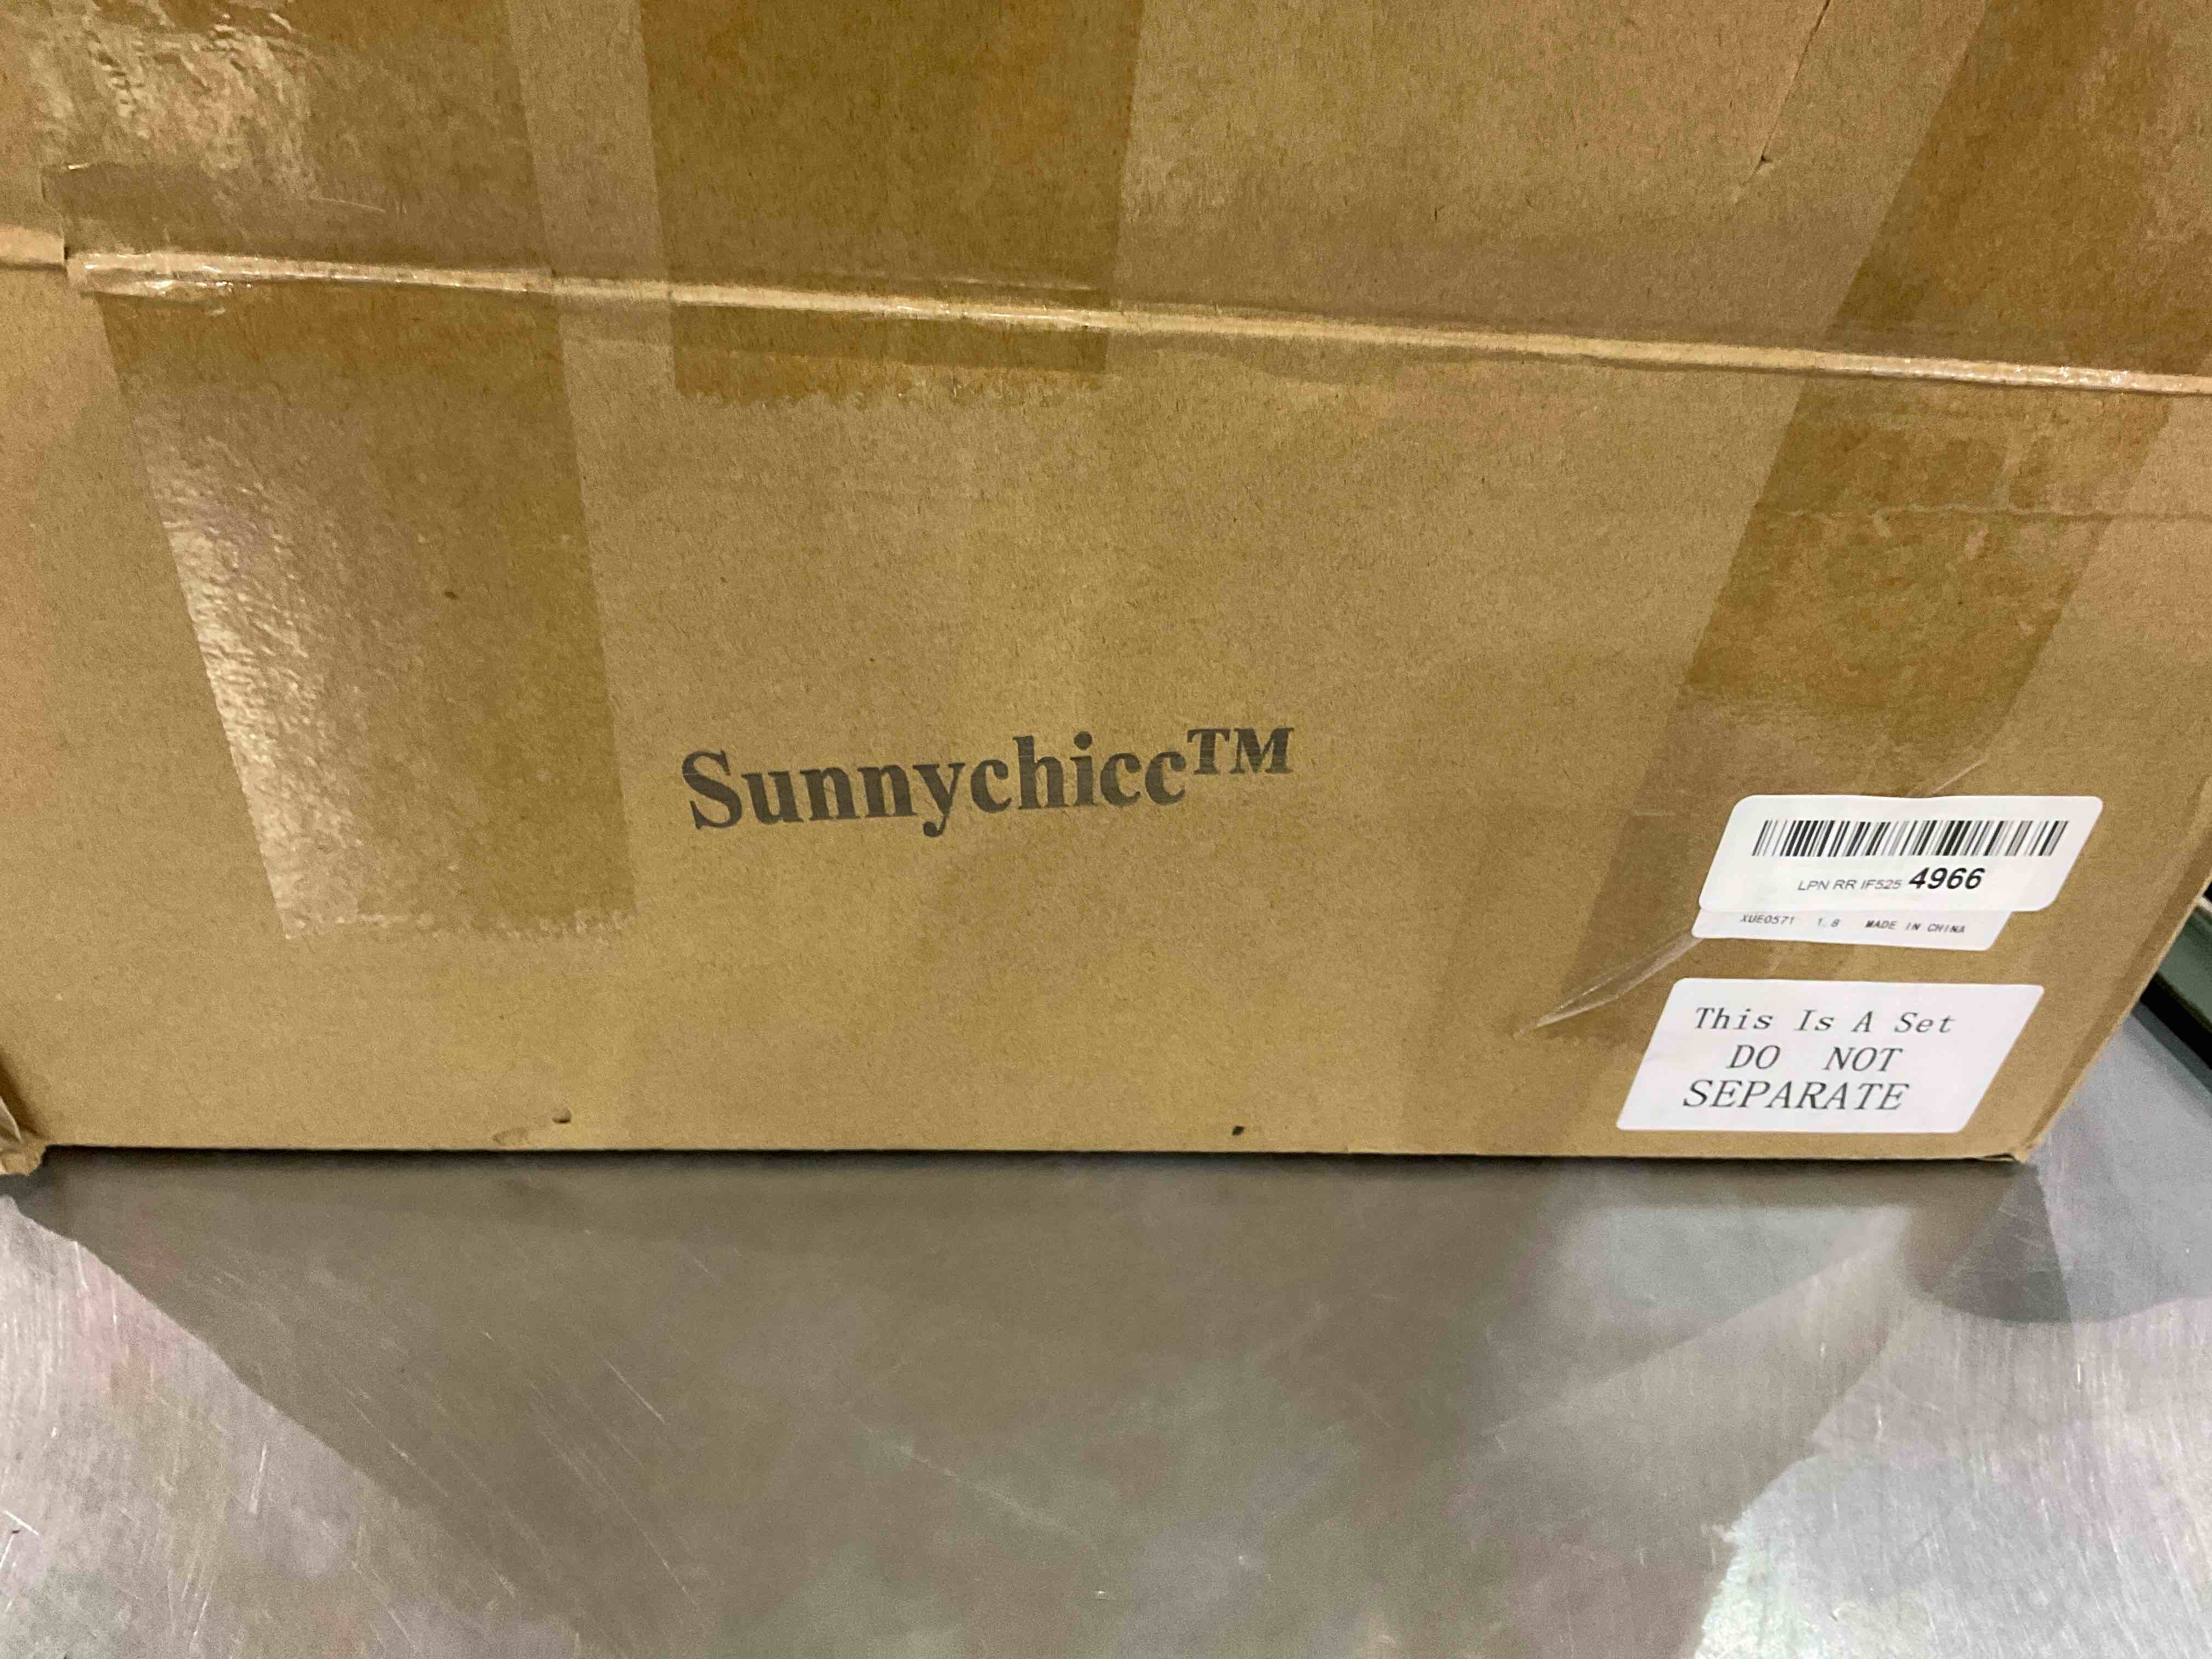 Sunnychicc™
LPN RR IF525 4966
XUE0571 1.8 MADE IN CHINA
This Is A Set
DO NOT
SEPARATE